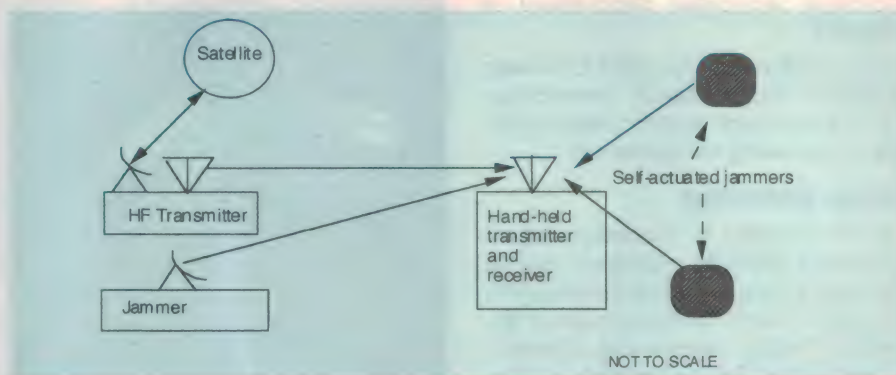 Satellite
HF Transmitter
Jammer
Hand-held
transmitter
and
receiver
Self-actuated jammers
NOT TO SCALE